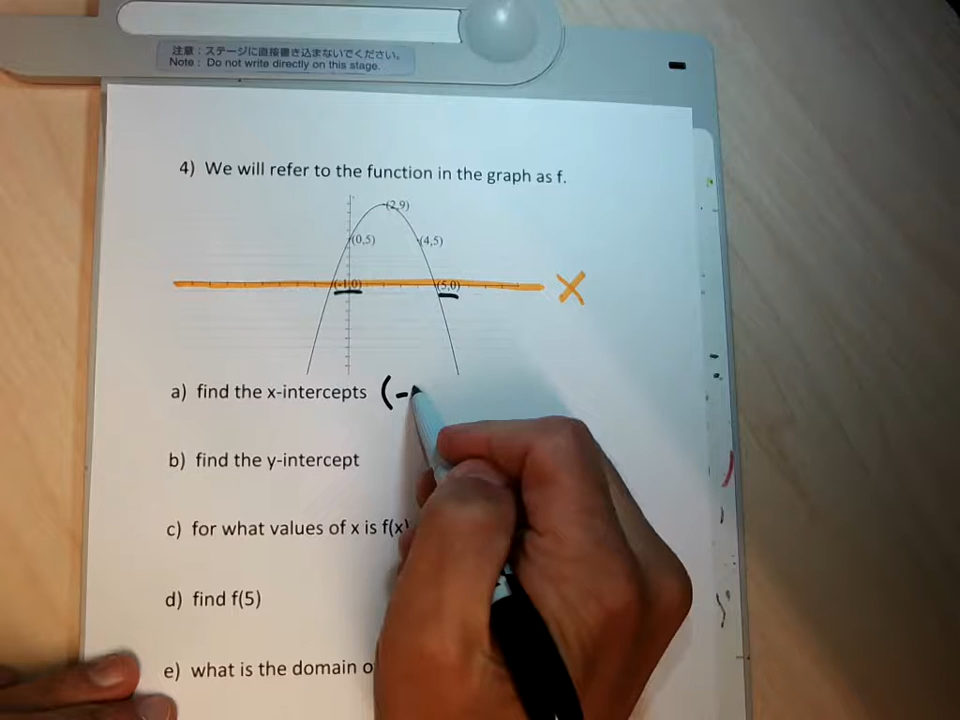 注意：ステージに直接書き込まないでください。
Note : Do not write directly on this stage.
4) We will refer to the function in the graph as f.
(2,9)
(0,5) (4,5)
(-1,0) (5,0) X
a) find the x-intercepts (-
b) find the y-intercept
c) for what values of x is f(x)
d) find f(5)
e) what is the domain o